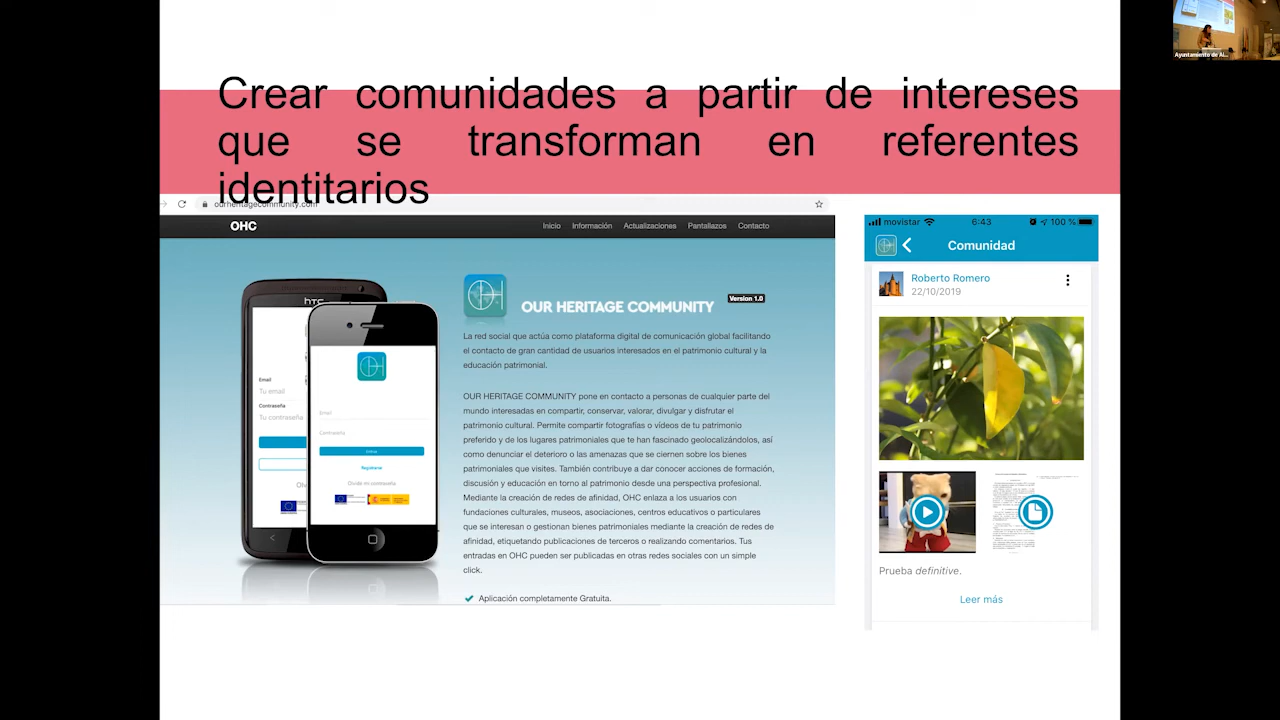 Crear comunidades a partir de intereses
que se transforman en referentes
identitarios
ourheritagecommunity.com
OHC
Inicio Información Actualizaciones Pantallazos Contacto
hTC
Email
Tu email
Contraseña
Tu contraseña
Email
Contraseña
Entrar
Registrarse
Olvidé mi contraseña
OUR HERITAGE COMMUNITY Version 1.0
La red social que actúa como plataforma digital de comunicación global facilitando
el contacto de gran cantidad de usuarios interesados en el patrimonio cultural y la
educación patrimonial.
OUR HERITAGE COMMUNITY pone en contacto a personas de cualquier parte del
mundo interesadas en compartir, conservar, valorar, divulgar y disfrutar el
patrimonio cultural. Permite compartir fotografías o vídeos de tu patrimonio
preferido y de los lugares patrimoniales que te han fascinado geolocalizándolos, así
como denunciar el deterioro o las amenazas que se ciernen sobre los bienes
patrimoniales que visites. También contribuye a dar conocer acciones de formación,
discusión y educación en torno al patrimonio desde una perspectiva profesional.
Mediante la creación de redes de afinidad, OHC enlaza a los usuarios con
fundaciones culturales, museos, asociaciones, centros educativos o particulares
que se interesan o gestionan bienes patrimoniales mediante la creación de redes de
afinidad, etiquetando publicaciones de terceros o realizando comentarios. Tus
entradas en OHC pueden ser publicadas en otras redes sociales con un simple
click.
Aplicación completamente Gratuita.
movistar 6:43 100 %
Comunidad
Roberto Romero
22/10/2019
Prueba definitive.
Leer más
Ayuntamiento de Al...